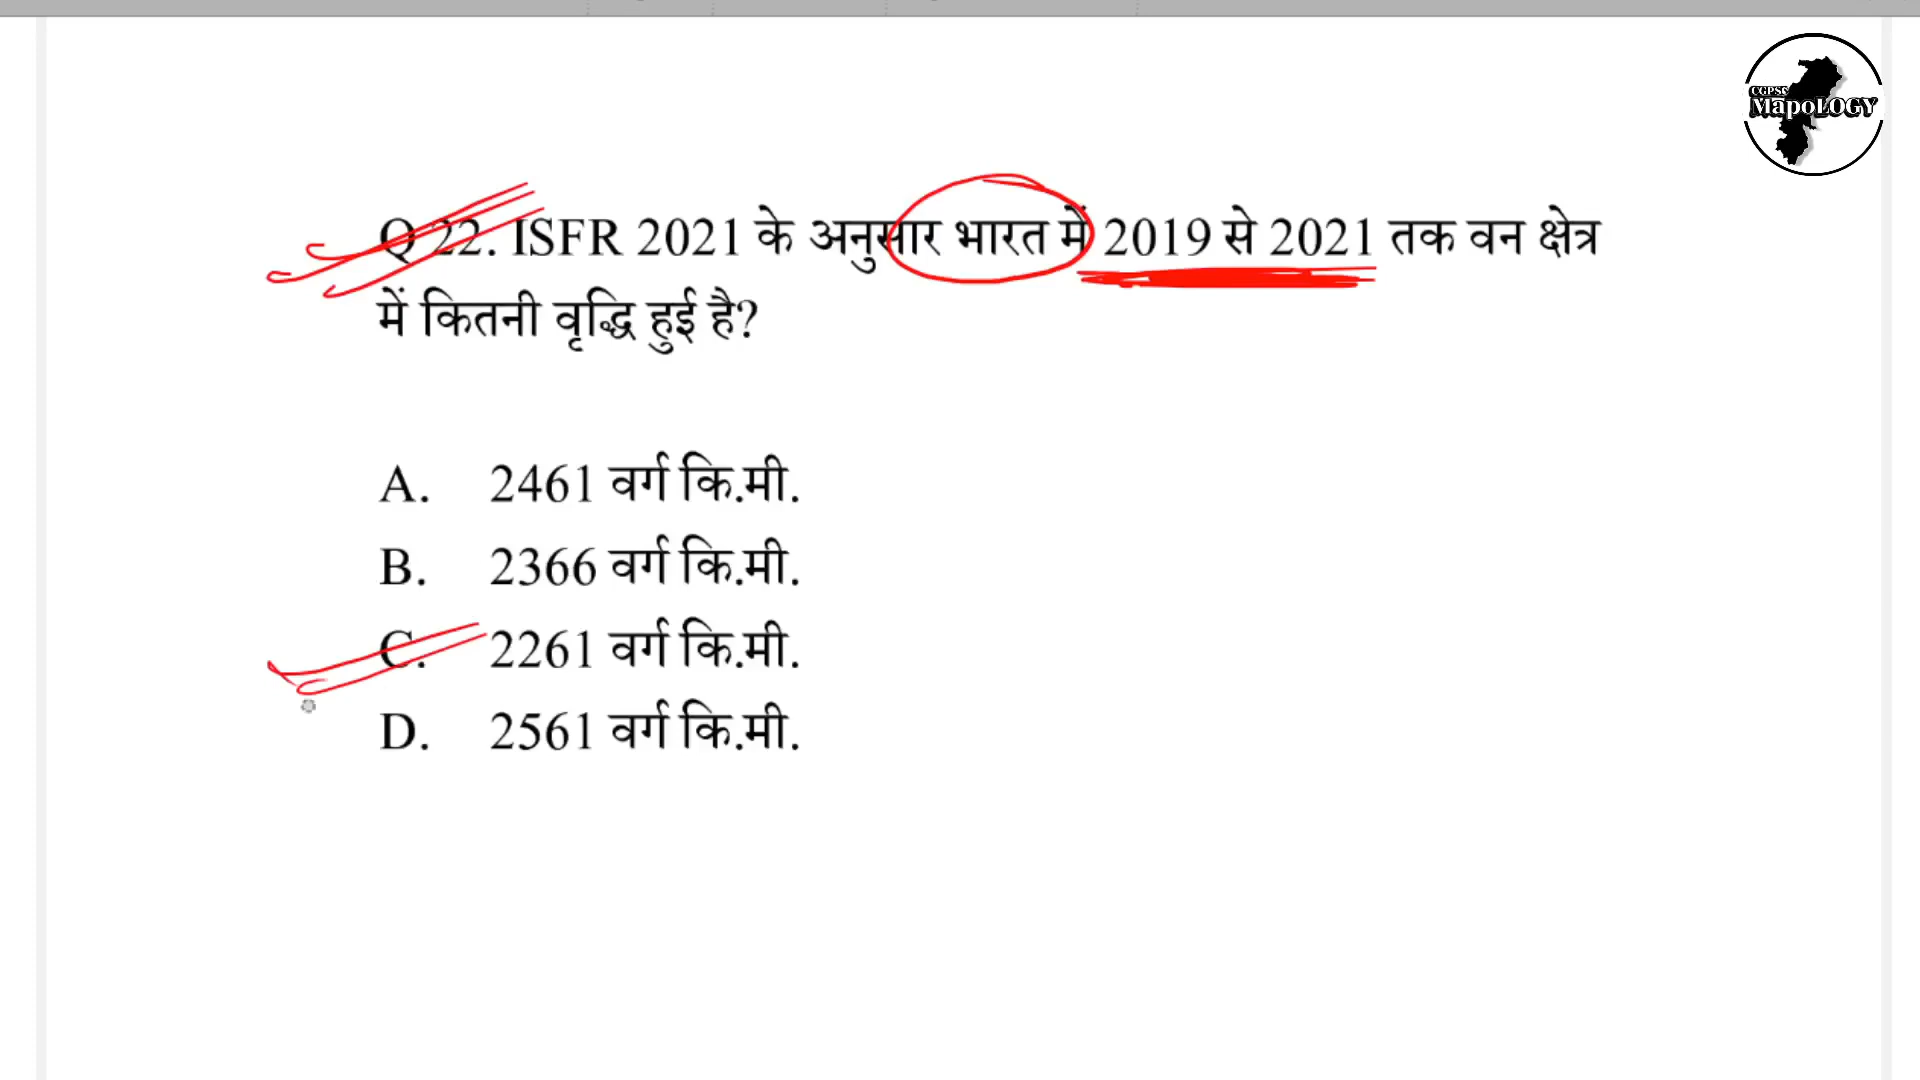 CGPSC
MapoLOGY
Q 22. ISFR 2021 के अनुसार भारत में 2019 से 2021 तक वन क्षेत्र
में कितनी वृद्धि हुई है?
A. 2461 वर्ग कि.मी.
B. 2366 वर्ग कि.मी.
C. 2261 वर्ग कि.मी.
D. 2561 वर्ग कि.मी.